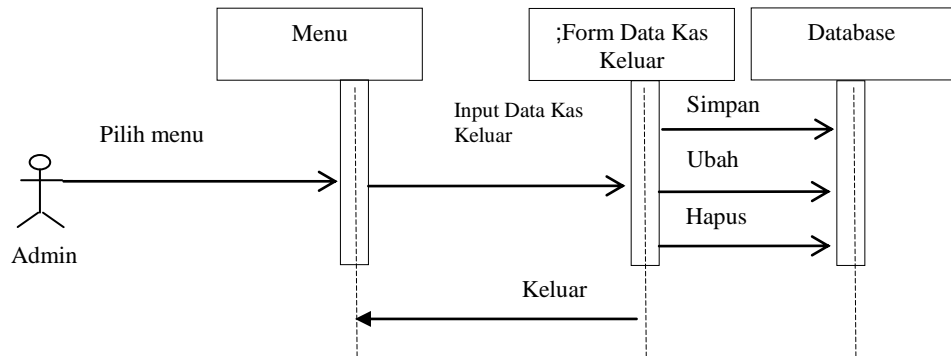 Menu
;Form Data Kas
Keluar
Database
Pilih menu
Input Data Kas
Keluar
Simpan
Ubah
Hapus
Admin
Keluar